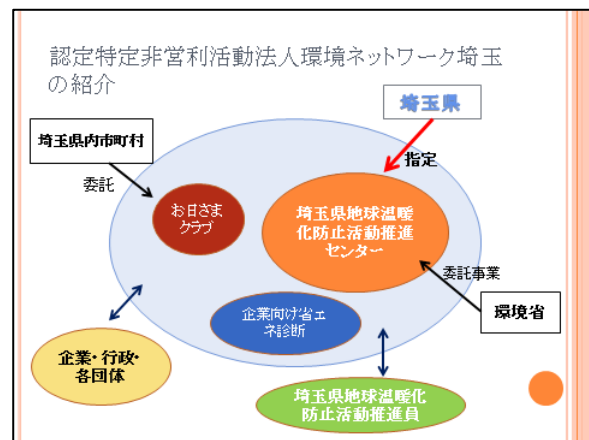 認定特定非営利活動法人環境ネットワーク埼玉
の紹介
埼玉県
埼玉県内市町村
指定
委託
お日さま
クラブ
埼玉県地球温暖
化防止活動推進
センター
委託事業
企業向け省エ
ネ診断
環境省
企業・行政・
各団体
埼玉県地球温暖化
防止活動推進員